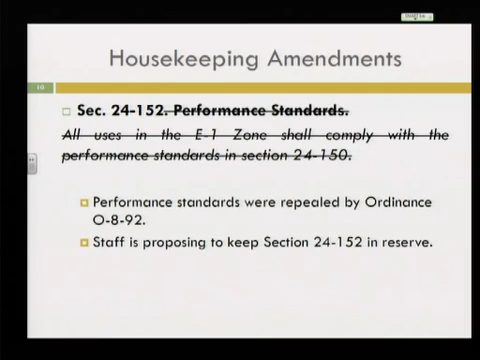 Housekeeping Amendments
10
Sec. 24-152. Performance Standards.
All uses in the E-1 Zone shall comply with the
performance standards in section 24-150.
Performance standards were repealed by Ordinance
O-8-92.
Staff is proposing to keep Section 24-152 in reserve.